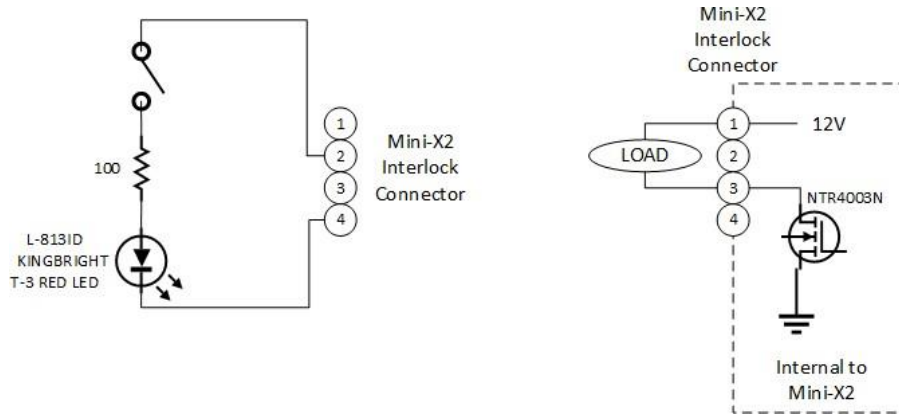 100
L-813ID
KINGBRIGHT
T-3 RED LED
1
2
3
4
Mini-X2
Interlock
Connector
Mini-X2
Interlock
Connector
1
2
3
4
12V
LOAD
NTR4003N
Internal to
Mini-X2